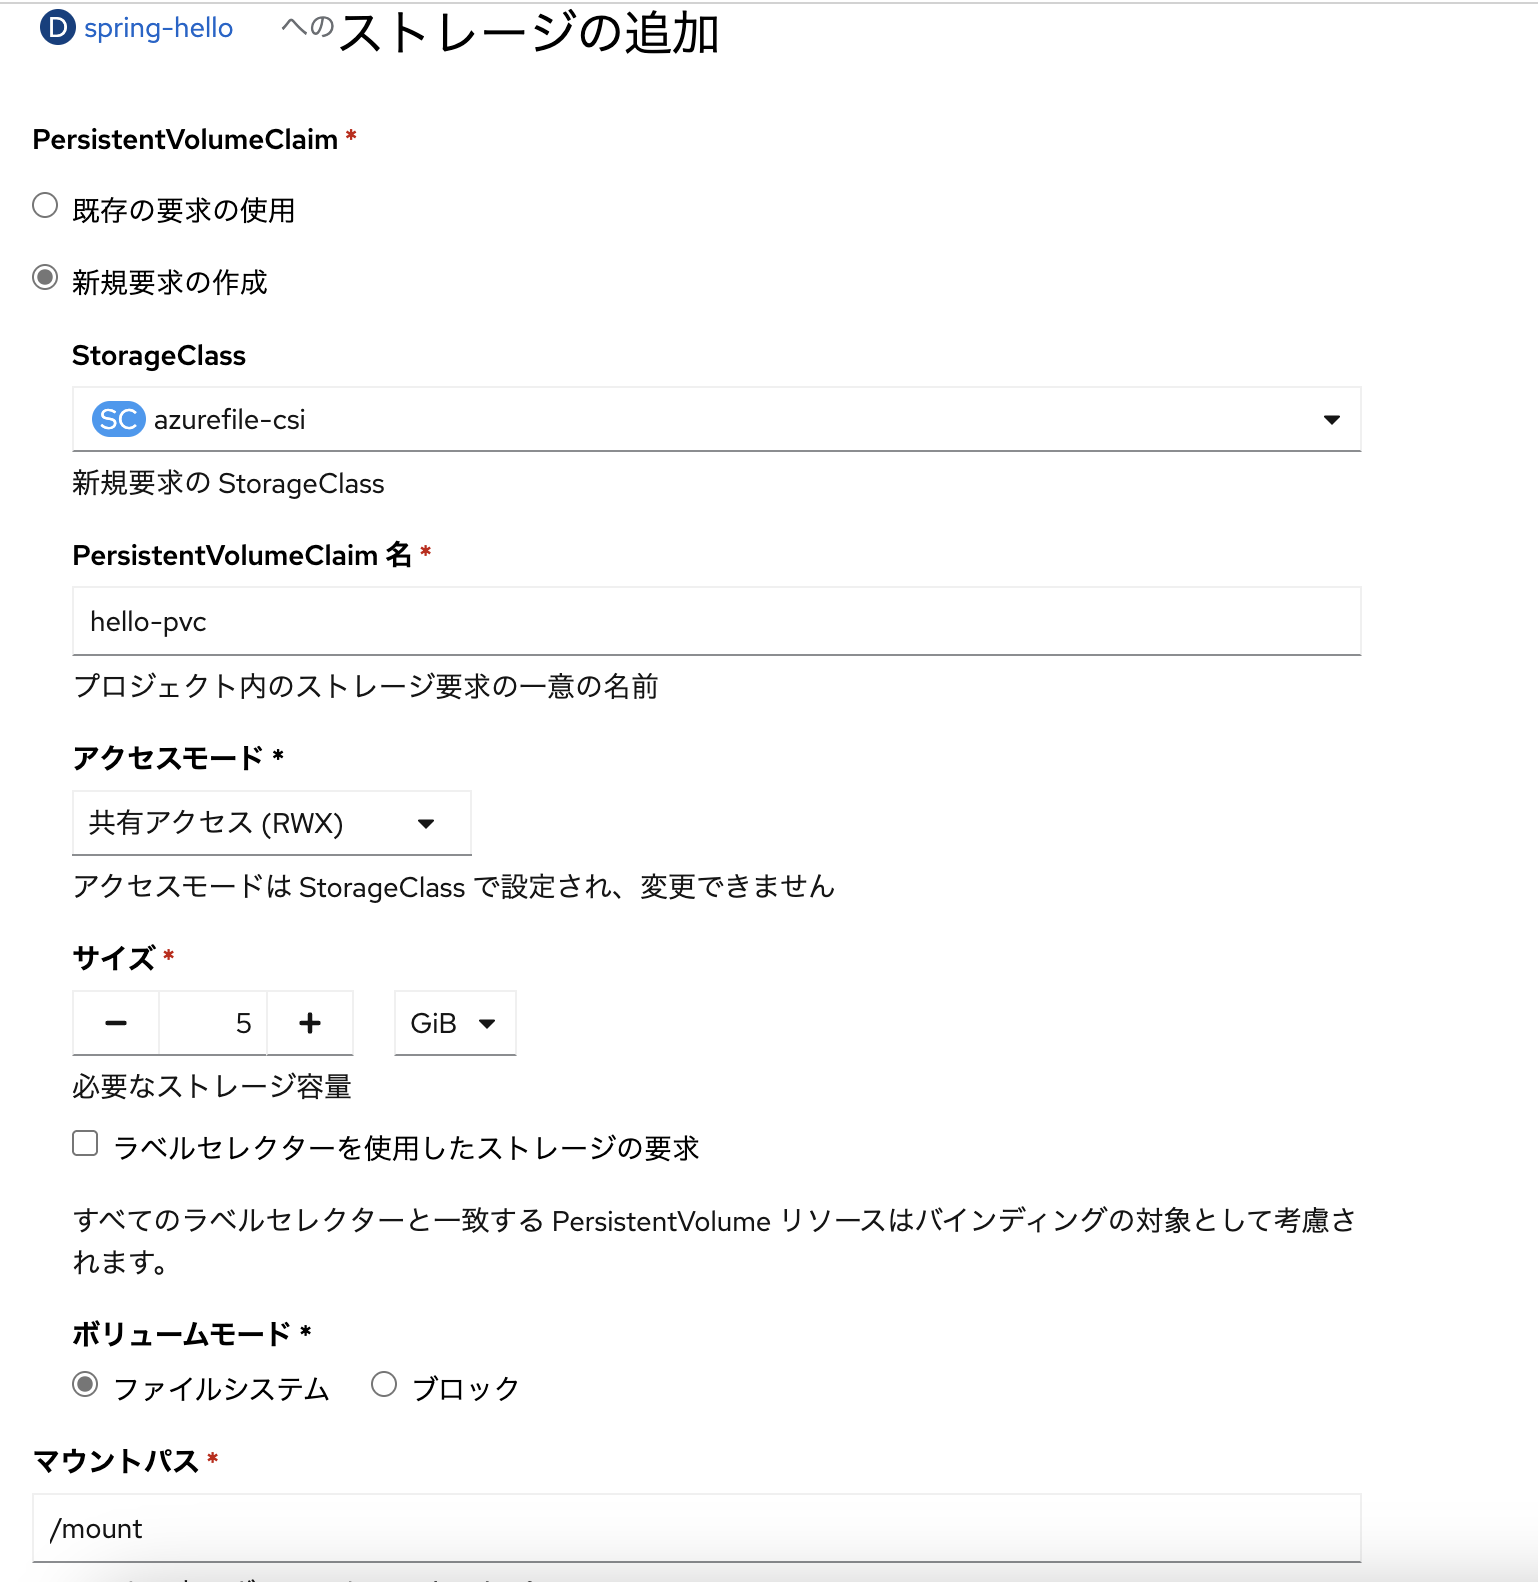 D spring-hello へのストレージの追加
PersistentVolumeClaim *
既存の要求の使用
新規要求の作成
StorageClass
SC azurefile-csi
新規要求の StorageClass
PersistentVolumeClaim 名 *
hello-pvc
プロジェクト内のストレージ要求の一意の名前
アクセスモード *
共有アクセス (RWX)
アクセスモードは StorageClass で設定され、変更できません
サイズ *
5 GiB
必要なストレージ容量
ラベルセレクターを使用したストレージの要求
すべてのラベルセレクターと一致する PersistentVolume リソースはバインディングの対象として考慮さ
れます。
ボリュームモード *
ファイルシステム ブロック
マウントパス *
/mount